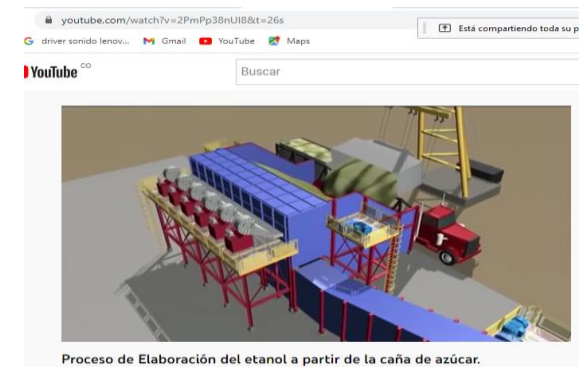 youtube.com/watch?v=2PmPp38nUI8&t=26s
Está compartiendo toda su p
driver sonido lenov... Gmail YouTube Maps
YouTube CO
Buscar
Proceso de Elaboración del etanol a partir de la caña de azúcar.